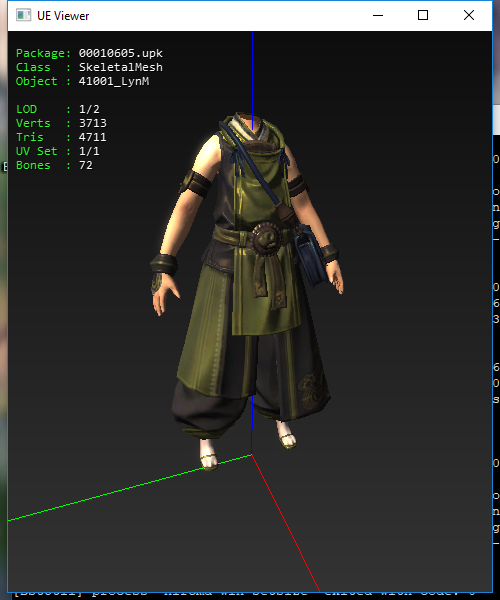 UE Viewer
Package: 00010605.upk
Class  : SkeletalMesh
Object : 41001_LynM
LOD    : 1/2
Verts  : 3713
Tris   : 4711
UV Set : 1/1
Bones  : 72